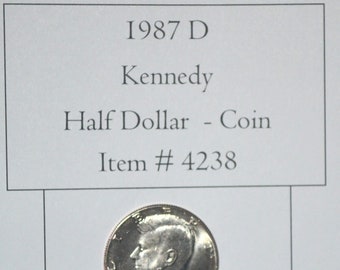 1987 D
Kennedy
Half Dollar - Coin
Item # 4238